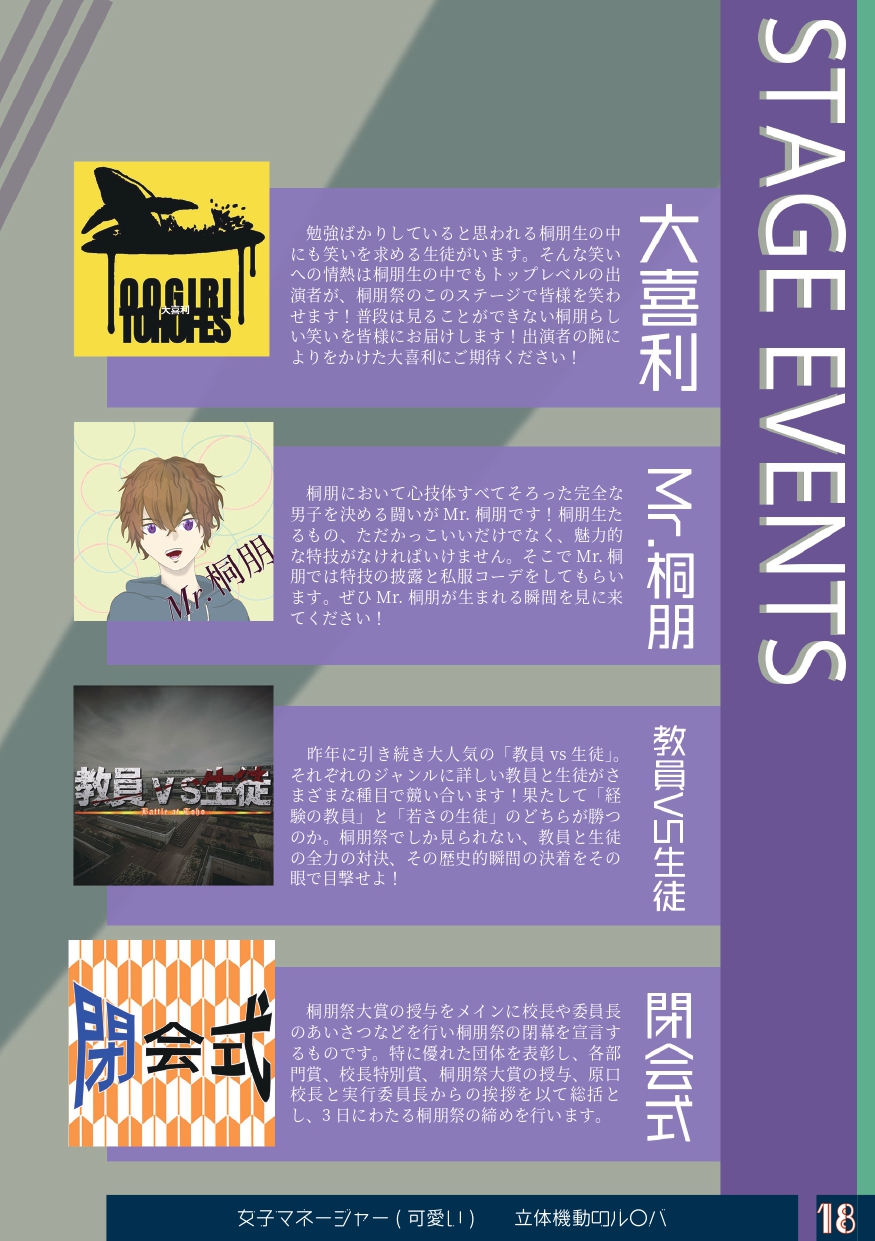 STAGE EVENTS
大喜利
勉強ばかりしていると思われる桐朋生の中
にも笑いを求める生徒がいます。そんな笑い
への情熱は桐朋生の中でもトップレベルの出
演者が、桐朋祭のこのステージで皆様を笑わ
せます！普段は見ることができない桐朋らし
い笑いを皆様にお届けします！出演者の腕に
よりをかけた大喜利にご期待ください！
OOGIRI
大喜利
TOHOFES
Mr.桐朋
桐朋において心技体すべてそろった完全な
男子を決める闘いが Mr. 桐朋です！桐朋生た
るもの、ただかっこいいだけでなく、魅力的
な特技がなければいけません。そこで Mr. 桐
朋では特技の披露と私服コーデをしてもらい
ます。ぜひ Mr. 桐朋が生まれる瞬間を見に来
てください！
Mr.桐朋
教員VS生徒
昨年に引き続き大人気の「教員 vs 生徒」。
それぞれのジャンルに詳しい教員と生徒がさ
まざまな種目で競い合います！果たして「経
験の教員」と「若さの生徒」のどちらが勝つ
のか。桐朋祭でしか見られない、教員と生徒
の全力の対決、その歴史的瞬間の決着をその
眼で目撃せよ！
教員vs生徒
Battle of Toho
閉会式
桐朋祭大賞の授与をメインに校長や委員長
のあいさつなどを行い桐朋祭の閉幕を宣言す
るものです。特に優れた団体を表彰し、各部
門賞、校長特別賞、桐朋祭大賞の授与、原口
校長と実行委員長からの挨拶を以て総括と
し、3 日にわたる桐朋祭の締めを行います。
閉会式
女子マネージャー ( 可愛い ) 立体機動のル〇バ
18